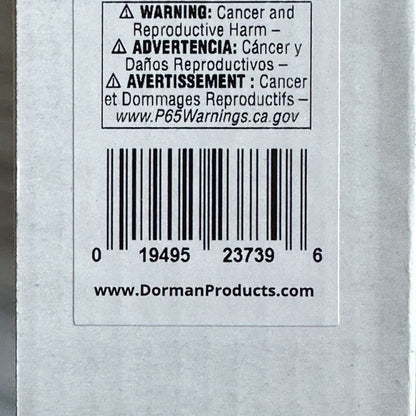 ⚠ WARNING: Cancer and
Reproductive Harm –
⚠ ADVERTENCIA: Cáncer y
Daños Reproductivos –
⚠ AVERTISSEMENT : Cancer
et Dommages Reproductifs –
www.P65Warnings.ca.gov
0 19495 23739 6
www.DormanProducts.com